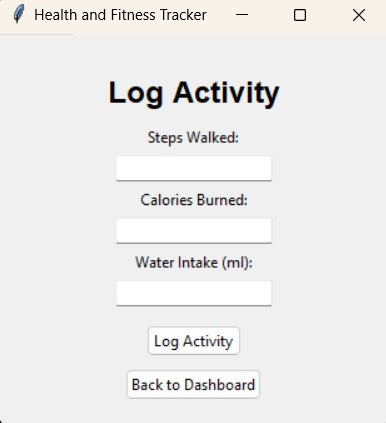 Health and Fitness Tracker
Log Activity
Steps Walked:
Calories Burned:
Water Intake (ml):
Log Activity
Back to Dashboard